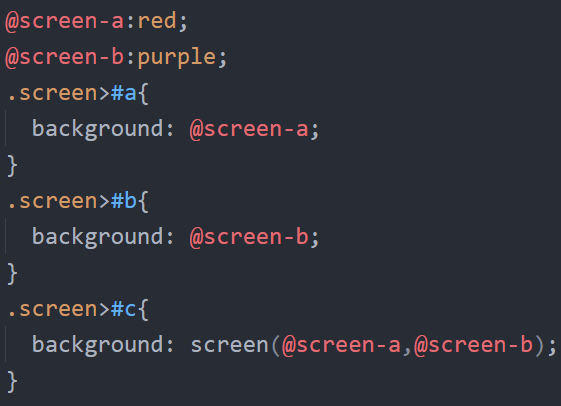 @screen-a:red;
@screen-b:purple;
.screen>#a{
  background: @screen-a;
}
.screen>#b{
  background: @screen-b;
}
.screen>#c{
  background: screen(@screen-a,@screen-b);
}